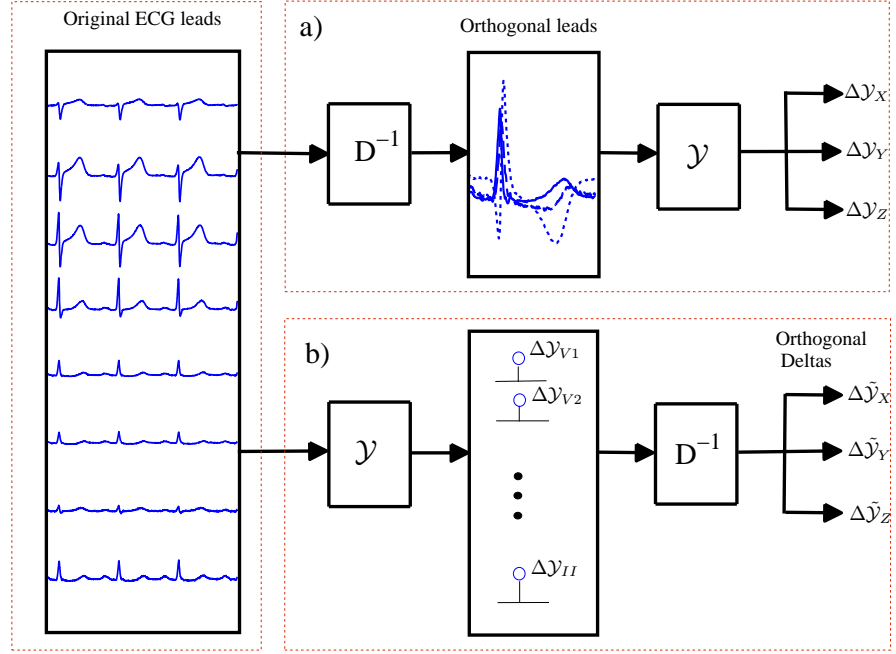 Original ECG leads
a)
Orthogonal leads
D⁻¹
𝒴
Δ𝒴_X
Δ𝒴_Y
Δ𝒴_Z
b)
𝒴
Δ𝒴_{V1}
Δ𝒴_{V2}
Δ𝒴_{II}
D⁻¹
Orthogonal
Deltas
Δ𝒴̃_X
Δ𝒴̃_Y
Δ𝒴̃_Z